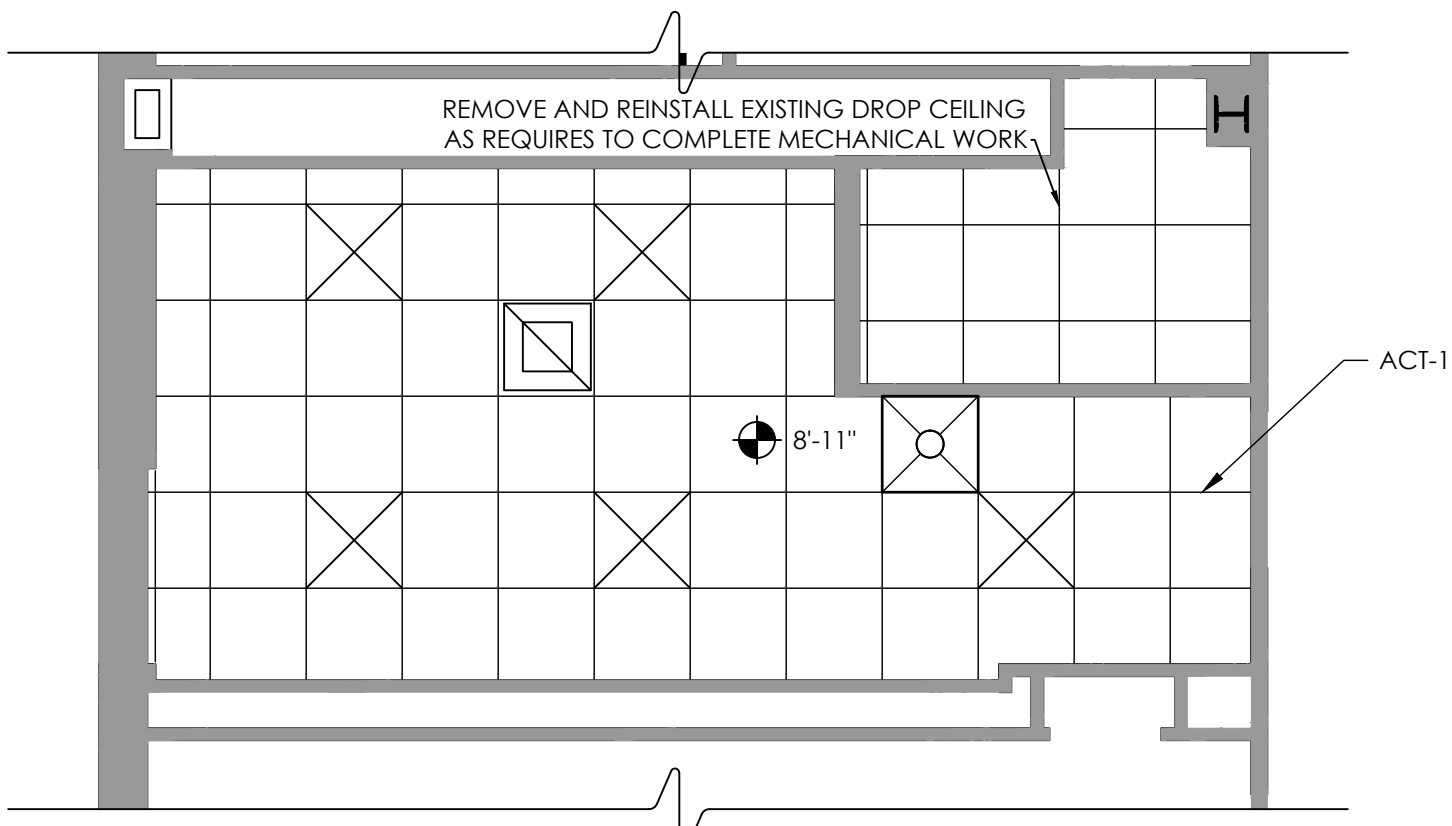 REMOVE AND REINSTALL EXISTING DROP CEILING
AS REQUIRES TO COMPLETE MECHANICAL WORK
ACT-1
8'-11"